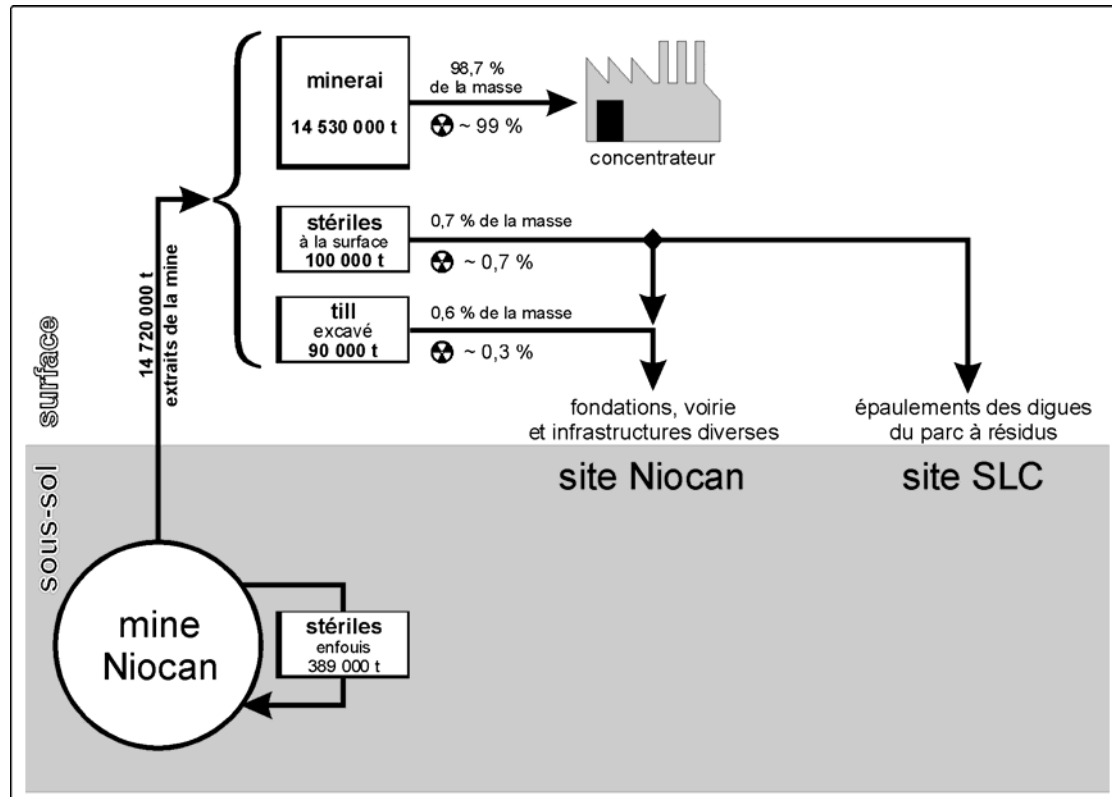 minerai
14 530 000 t
98,7 %
de la masse
~ 99 %
concentrateur
stériles
à la surface
100 000 t
0,7 % de la masse
~ 0,7 %
till
excavé
90 000 t
0,6 % de la masse
~ 0,3 %
14 720 000 t
extraits de la mine
surface
fondations, voirie
et infrastructures diverses
épaulements des digues
du parc à résidus
site Niocan
site SLC
sous-sol
mine
Niocan
stériles
enfouis
389 000 t